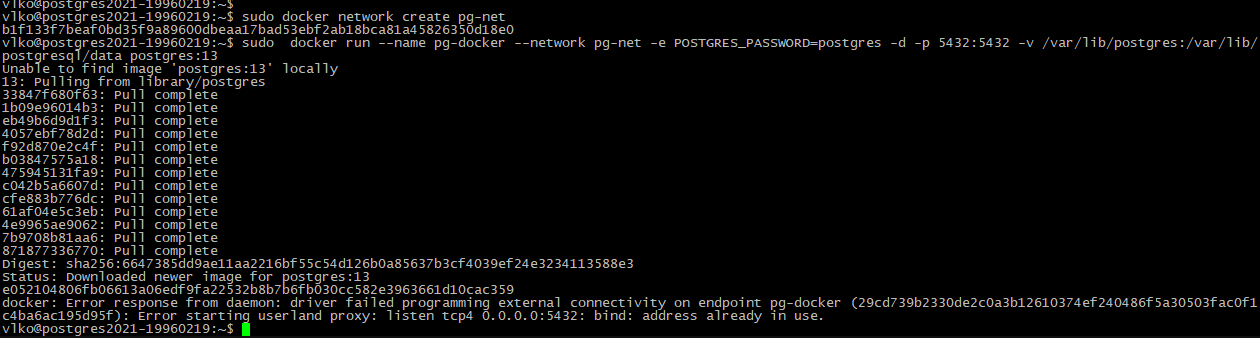 vlko@postgres2021-19960219:~$
vlko@postgres2021-19960219:~$ sudo docker network create pg-net
b1f133f7beaf0bd35f9a89600dbeaa17bad53ebf2ab18bca81a45826350d18e0
vlko@postgres2021-19960219:~$ sudo  docker run --name pg-docker --network pg-net -e POSTGRES_PASSWORD=postgres -d -p 5432:5432 -v /var/lib/postgres:/var/lib/
postgresql/data postgres:13
Unable to find image 'postgres:13' locally
13: Pulling from library/postgres
33847f680f63: Pull complete
1b09e96014b3: Pull complete
eb49b6d9d1f3: Pull complete
4057ebf78d2d: Pull complete
f92d870e2c4f: Pull complete
b03847575a18: Pull complete
475945131fa9: Pull complete
c042b5a6607d: Pull complete
cfe883b776dc: Pull complete
61af04e5c3eb: Pull complete
4e9965ae9062: Pull complete
7b9708b81aa6: Pull complete
871877336770: Pull complete
Digest: sha256:6647385dd9ae11aa2216bf55c54d126b0a85637b3cf4039ef24e3234113588e3
Status: Downloaded newer image for postgres:13
e052104806fb06613a06edf9fa22532b8b7b6fb030cc582e3963661d10cac359
docker: Error response from daemon: driver failed programming external connectivity on endpoint pg-docker (29cd739b2330de2c0a3b12610374ef240486f5a30503fac0f1
c4ba6ac195d95f): Error starting userland proxy: listen tcp4 0.0.0.0:5432: bind: address already in use.
vlko@postgres2021-19960219:~$